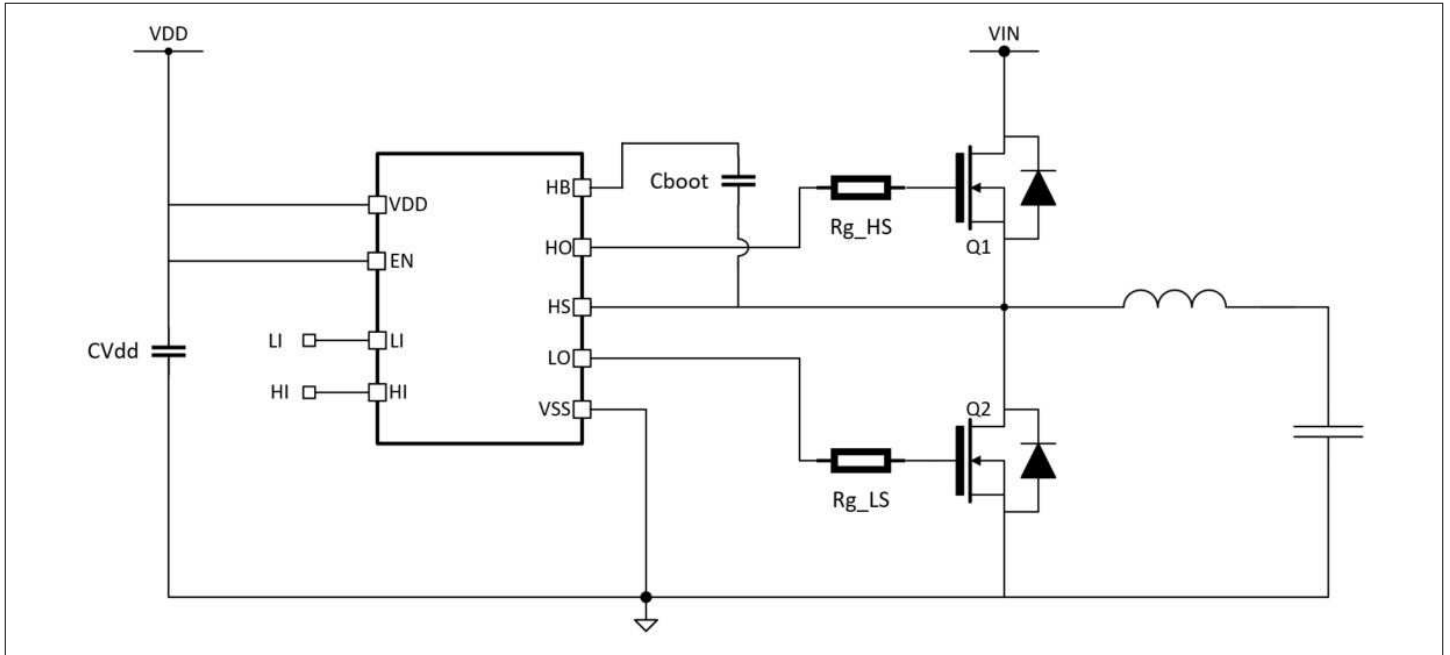 VDD
VIN
HB
Cboot
VDD
Rg_HS
HO
Q1
EN
HS
LI
LI
LO
CVdd
HI
HI
VSS
Q2
Rg_LS